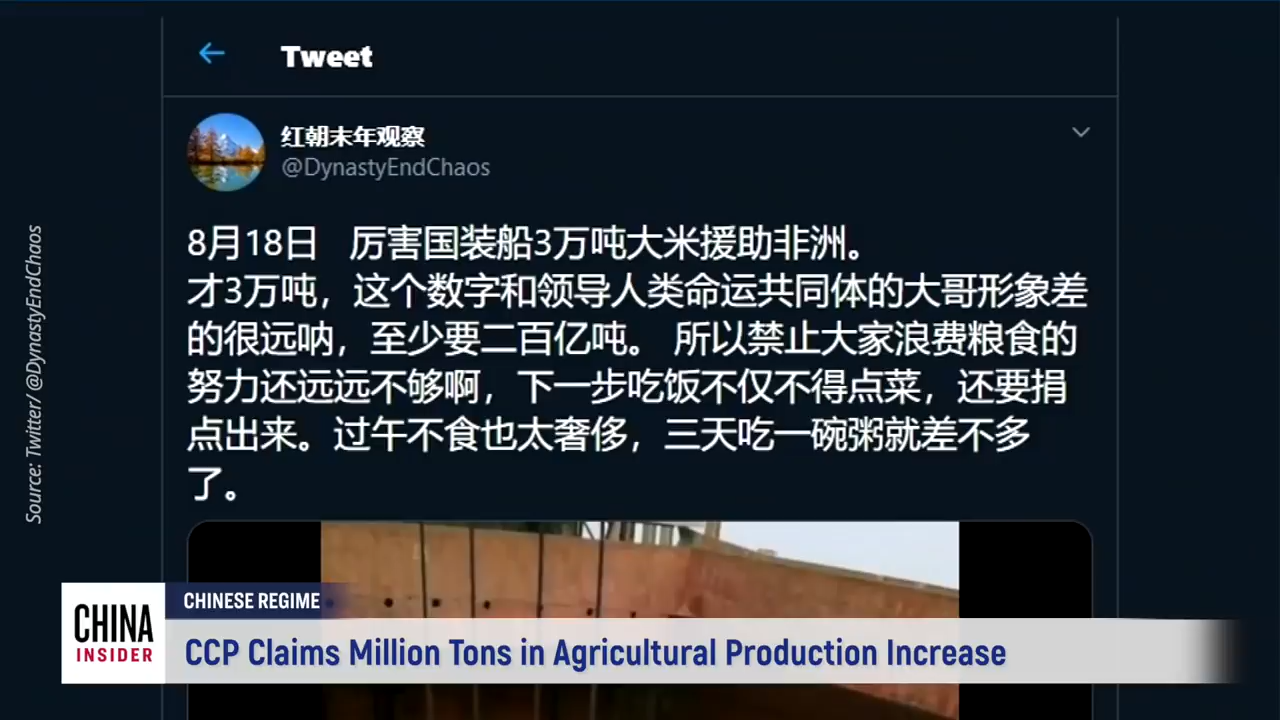 Tweet
红朝末年观察
@DynastyEndChaos
8月18日 厉害国装船3万吨大米援助非洲。
才3万吨，这个数字和领导人类命运共同体的大哥形象差
的很远呐，至少要二百亿吨。 所以禁止大家浪费粮食的
努力还远远不够啊，下一步吃饭不仅不得点菜，还要捐
点出来。过午不食也太奢侈，三天吃一碗粥就差不多
了。
Source: Twitter/ @DynastyEndChaos
CHINA
INSIDER
CHINESE REGIME
CCP Claims Million Tons in Agricultural Production Increase